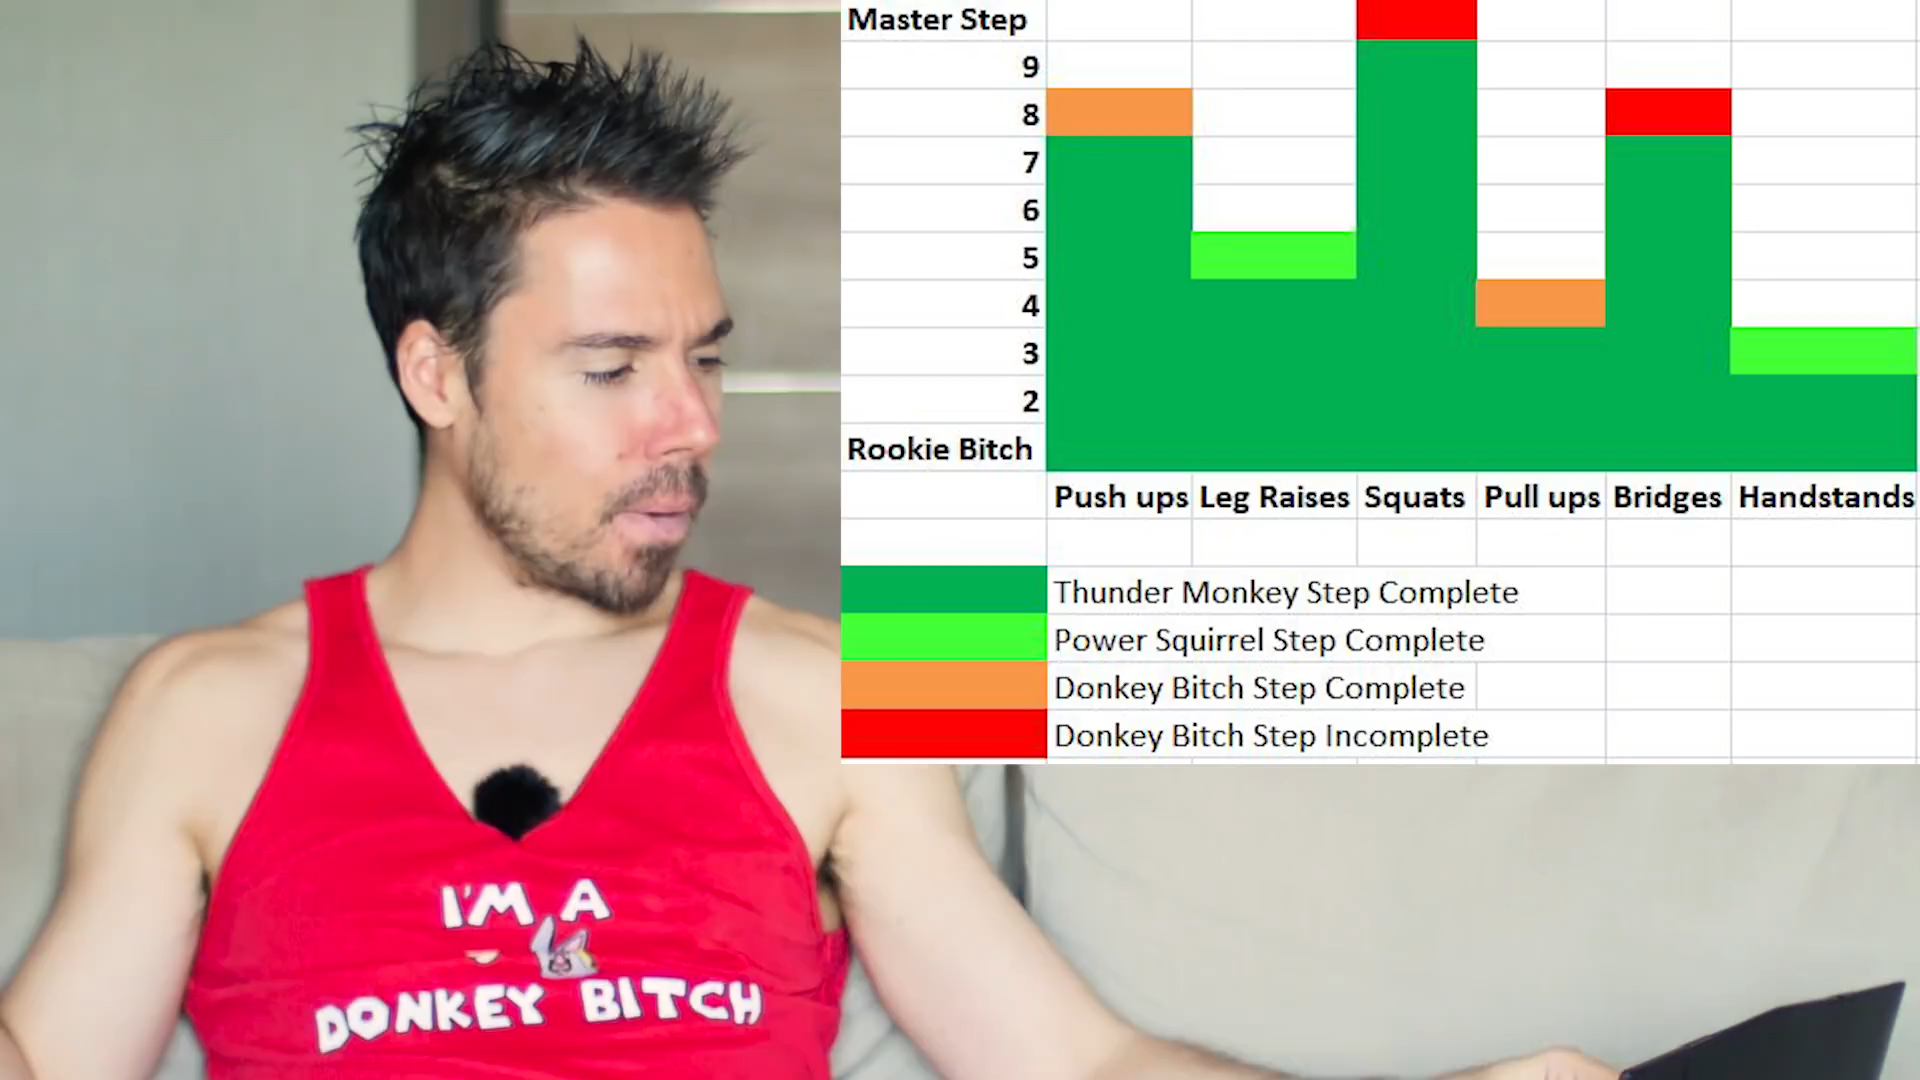 Master Step
9
8
7
6
5
4
3
2
Rookie Bitch
Push ups Leg Raises Squats Pull ups Bridges Handstands
Thunder Monkey Step Complete
Power Squirrel Step Complete
Donkey Bitch Step Complete
Donkey Bitch Step Incomplete
I'M A
DONKEY BITCH